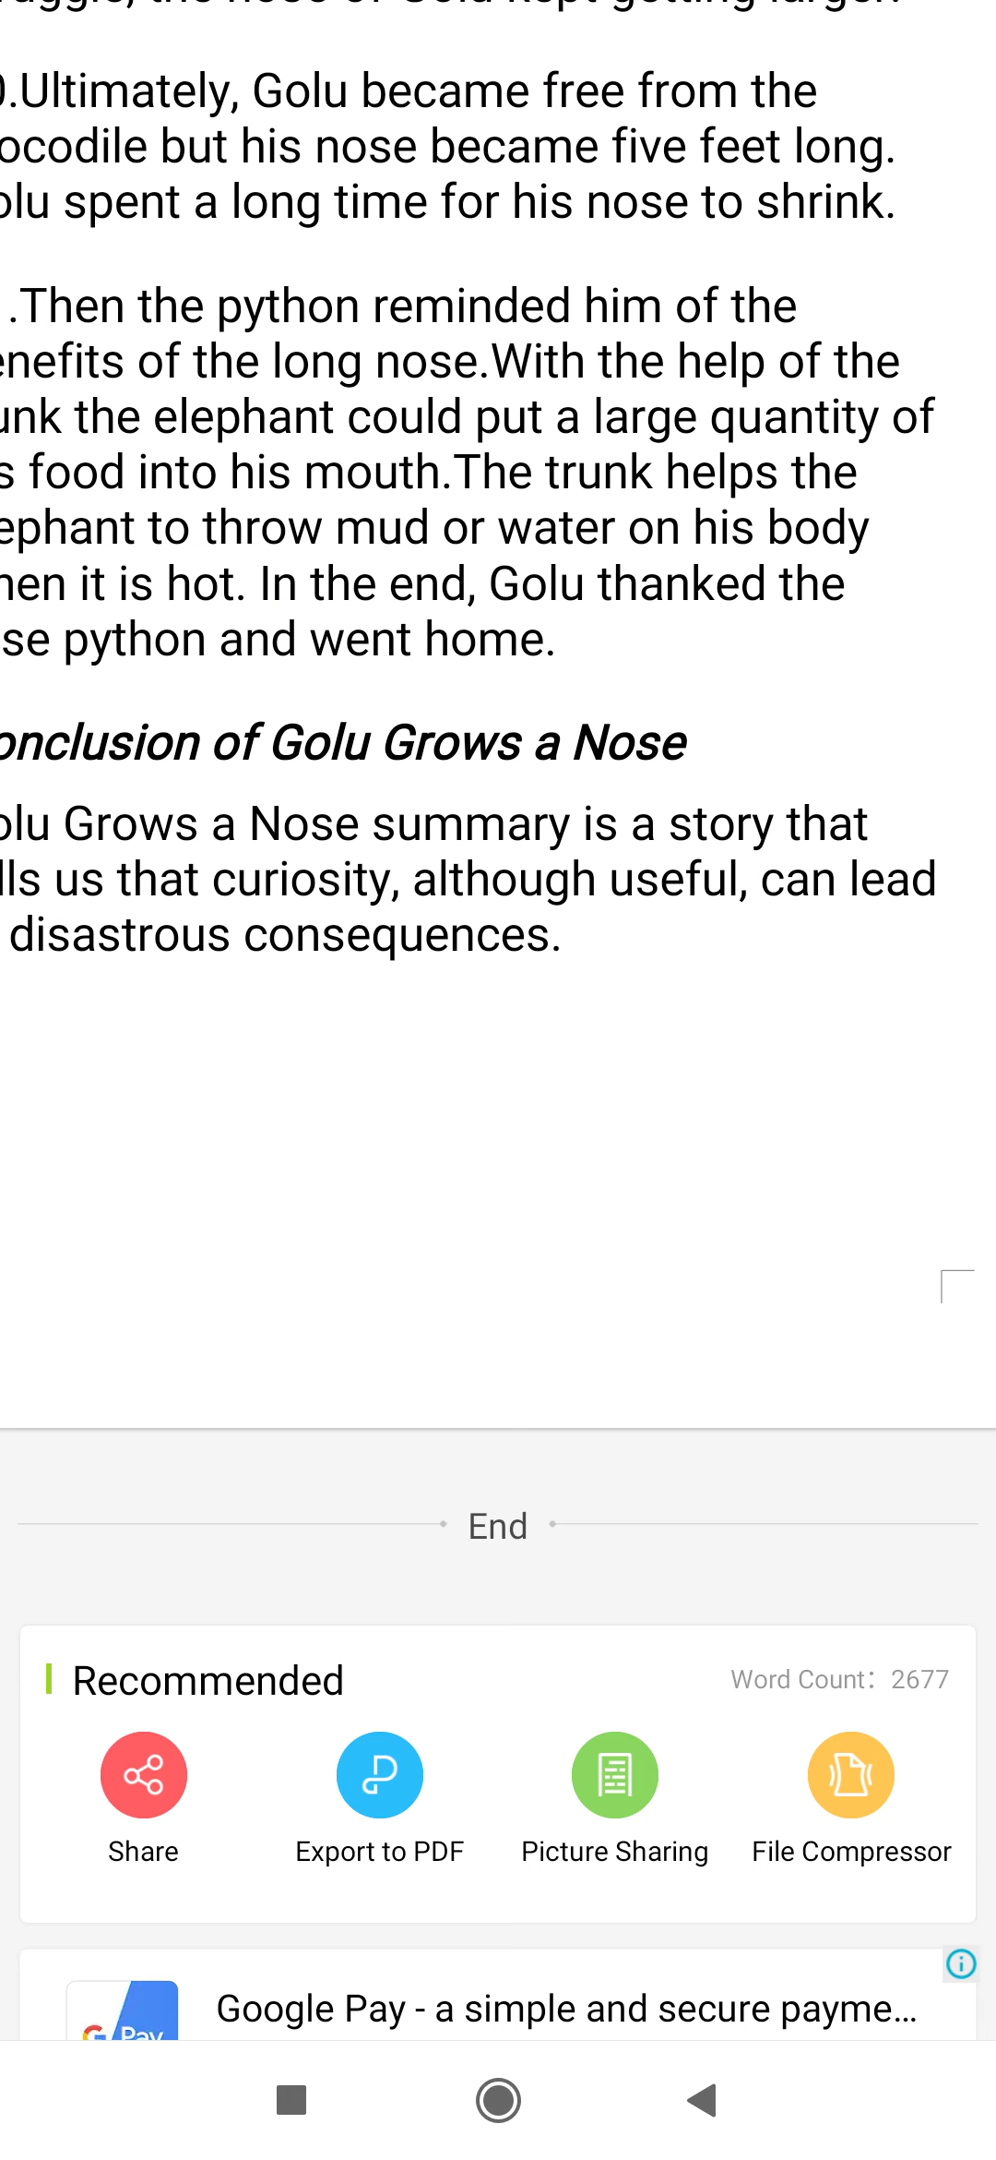 .Ultimately, Golu became free from the
ocodile but his nose became five feet long.
olu spent a long time for his nose to shrink.
.Then the python reminded him of the
enefits of the long nose.With the help of the
unk the elephant could put a large quantity of
s food into his mouth.The trunk helps the
ephant to throw mud or water on his body
hen it is hot. In the end, Golu thanked the
se python and went home.
onclusion of Golu Grows a Nose
olu Grows a Nose summary is a story that
lls us that curiosity, although useful, can lead
disastrous consequences.
End
Recommended
Word Count: 2677
Share
Export to PDF
Picture Sharing
File Compressor
Google Pay - a simple and secure payme...
G Pay